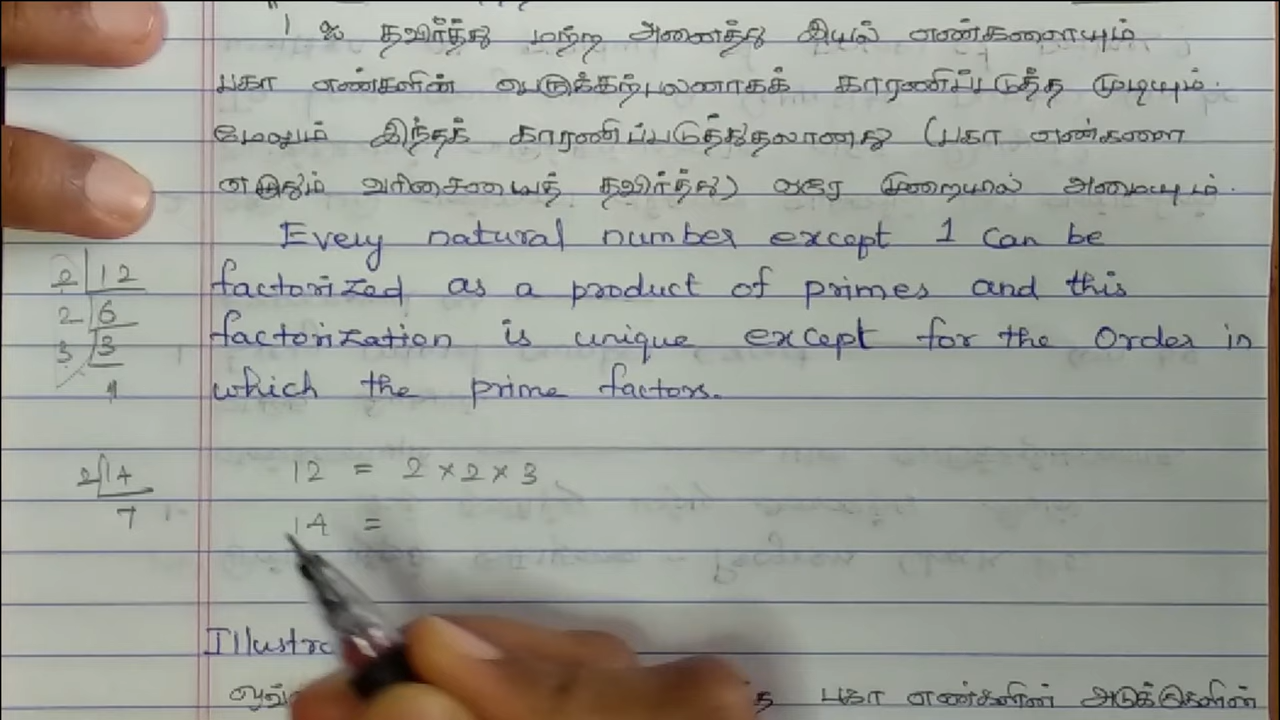 1 ஐ தவிர்த்து மற்ற அனைத்து இயல் எண்களையும்
பகா எண்களின் பெருக்கற்பலனாகக் காரணிப்படுத்த முடியும்.
மேலும் இந்தக் காரணிப்படுத்துதலானது (பகா எண்களை
எழுதும் வரிசையைத் தவிர்த்து) ஒரே முறையில் அமையும்.
Every natural number except 1 can be
factorized as a product of primes and this
factorization is unique except for the Order in
which the prime factors.
2 12
2 6
3 3
1
12 = 2 × 2 × 3
2 14
7
14 =
பகா எண்களின் அடுக்குகளின்